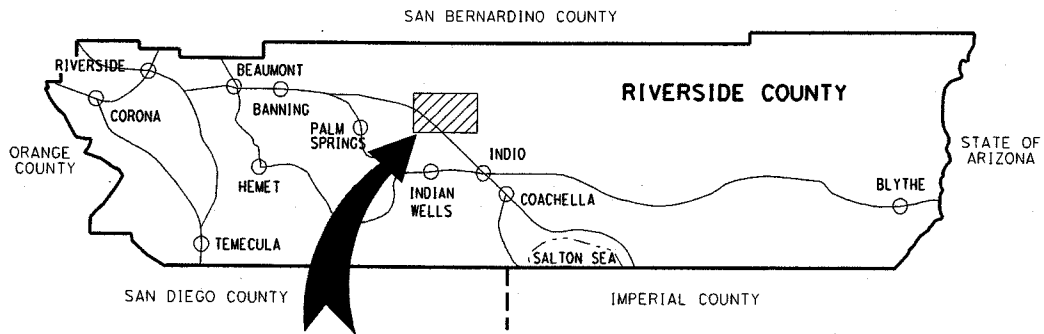 SAN BERNARDINO COUNTY
RIVERSIDE
BEAUMONT
RIVERSIDE COUNTY
BANNING
CORONA
PALM
SPRINGS
ORANGE
COUNTY
STATE OF
ARIZONA
INDIO
HEMET
INDIAN
WELLS
COACHELLA
BLYTHE
TEMECULA
SALTON SEA
SAN DIEGO COUNTY
IMPERIAL COUNTY